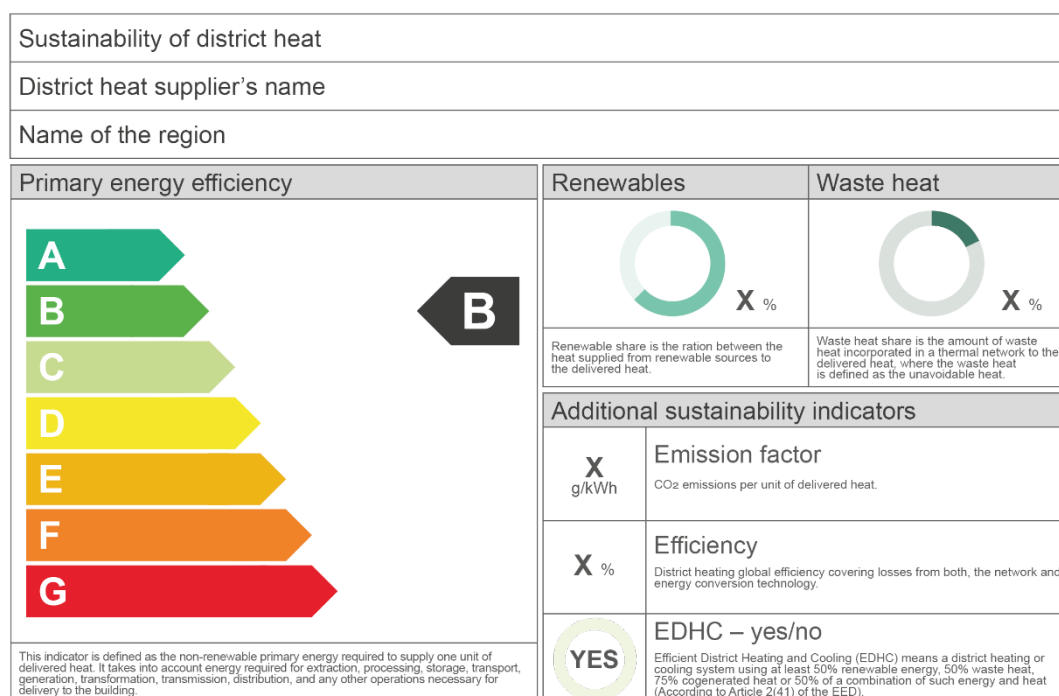 Sustainability of district heat
District heat supplier's name
Name of the region
Primary energy efficiency
A
B
C
D
E
F
G
B
This indicator is defined as the non-renewable primary energy required to supply one unit of
delivered heat. It takes into account energy required for extraction, processing, storage, transport,
generation, transformation, transmission, distribution, and any other operations necessary for
delivery to the building.
Renewables
X %
Renewable share is the ration between the
heat supplied from renewable sources to
the delivered heat.
Waste heat
X %
Waste heat share is the amount of waste
heat incorporated in a thermal network to the
delivered heat, where the waste heat
is defined as the unavoidable heat.
Additional sustainability indicators
X
g/kWh
Emission factor
CO₂ emissions per unit of delivered heat.
X %
Efficiency
District heating global efficiency covering losses from both, the network and
energy conversion technology.
YES
EDHC – yes/no
Efficient District Heating and Cooling (EDHC) means a district heating or
cooling system using at least 50% renewable energy, 50% waste heat,
75% cogenerated heat or 50% of a combination of such energy and heat
(According to Article 2(41) of the EED).